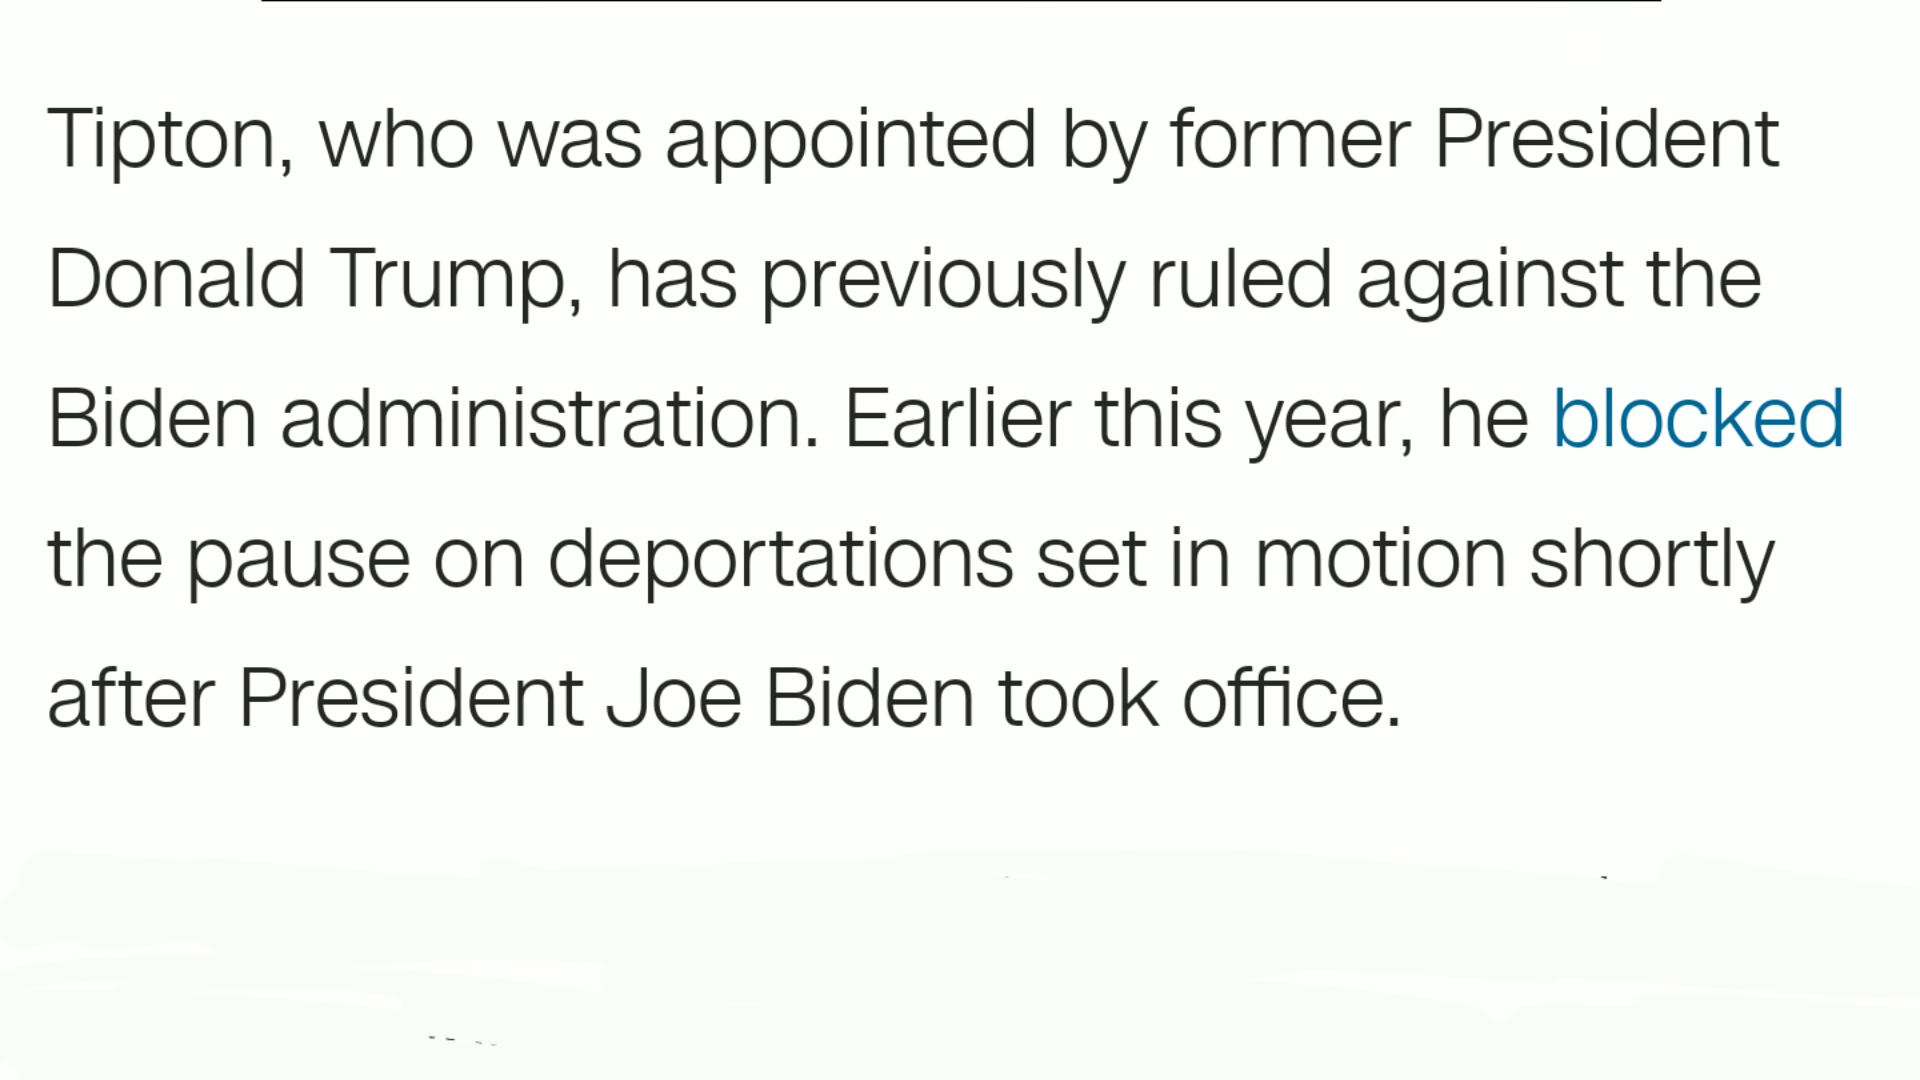 Tipton, who was appointed by former President
Donald Trump, has previously ruled against the
Biden administration. Earlier this year, he blocked
the pause on deportations set in motion shortly
after President Joe Biden took office.